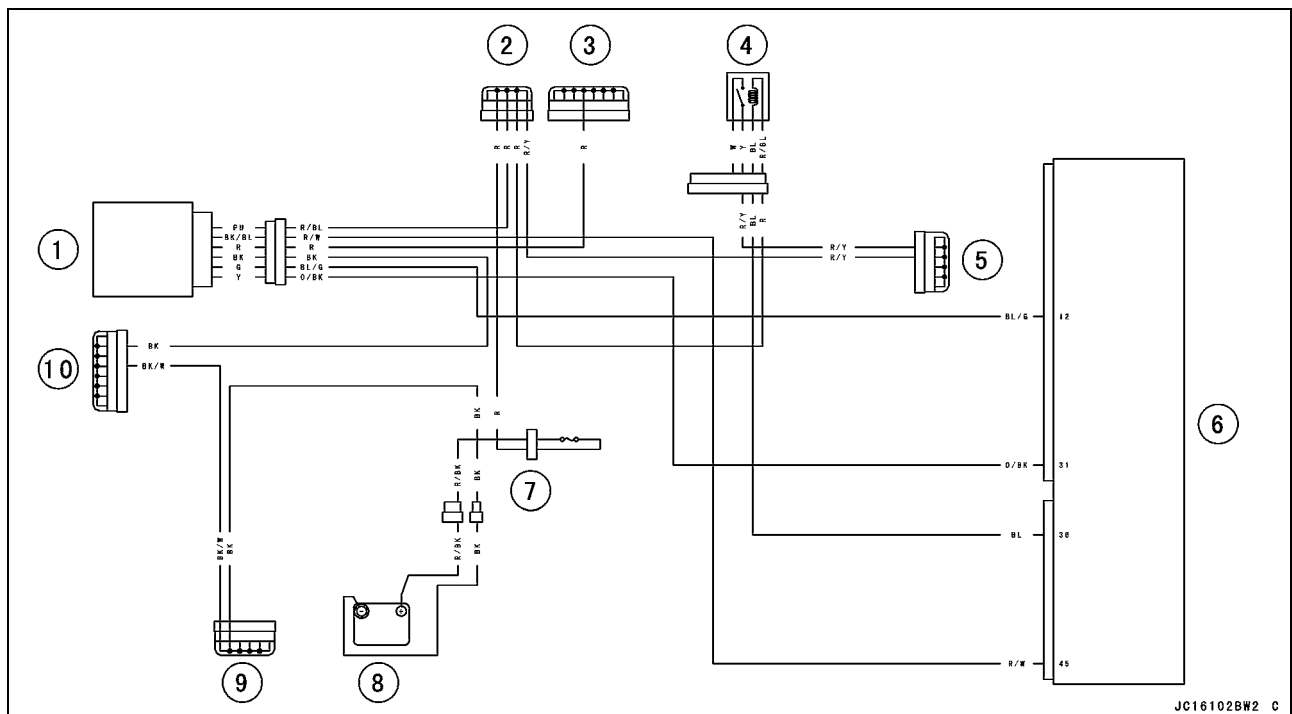 2
3
4
R
R
R
R/Y
R
W
Y
BL
R/BL
R/Y
BL
R
1
PU R/BL
BK/BL R/W
R R
BK BK
G BL/G
Y O/BK
R/Y
R/Y
5
BL/G 12
10
BK
BK/W
BK
R
6
7
O/BK 31
R/BK
BK
R/BK
BK
BL 30
BK/W
BK
R/W 45
9
8
JC16102BW2 C